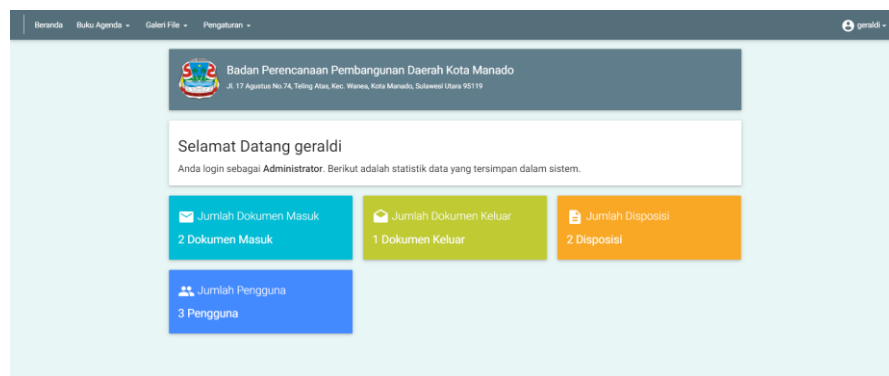 Beranda Buku Agenda Galeri File Pengaturan geraldi
Badan Perencanaan Pembangunan Daerah Kota Manado
Jl. 17 Agustus No.74, Teling Atas, Kec. Wanea, Kota Manado, Sulawesi Utara 95119
Selamat Datang geraldi
Anda login sebagai Administrator. Berikut adalah statistik data yang tersimpan dalam sistem.
Jumlah Dokumen Masuk
2 Dokumen Masuk
Jumlah Dokumen Keluar
1 Dokumen Keluar
Jumlah Disposisi
2 Disposisi
Jumlah Pengguna
3 Pengguna